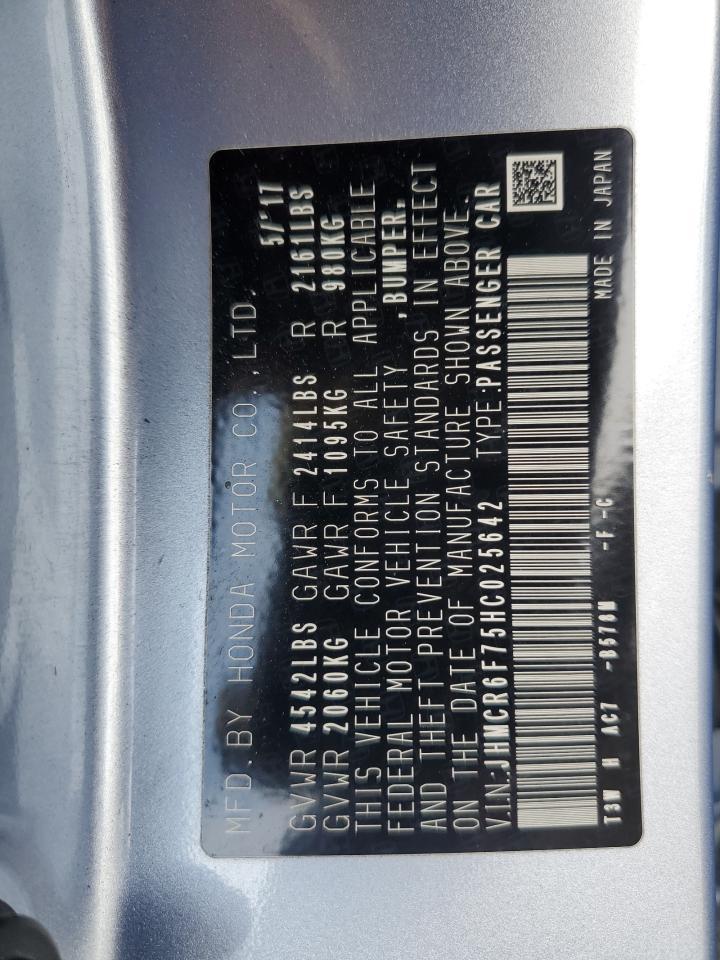 MFD. BY HONDA MOTOR CO., LTD. 5/'17
GVWR 4542LBS GAWR F 2414LBS R 2161LBS
GVWR 2060KG GAWR F 1095KG R 980KG
THIS VEHICLE CONFORMS TO ALL APPLICABLE
FEDERAL MOTOR VEHICLE SAFETY ,BUMPER,
AND THEFT PREVENTION STANDARDS IN EFFECT
ON THE DATE OF MANUFACTURE SHOWN ABOVE.
V.I.N:JHMCR6F75HC025642 TYPE:PASSENGER CAR
T3W H AC7 -B578M -F -C MADE IN JAPAN